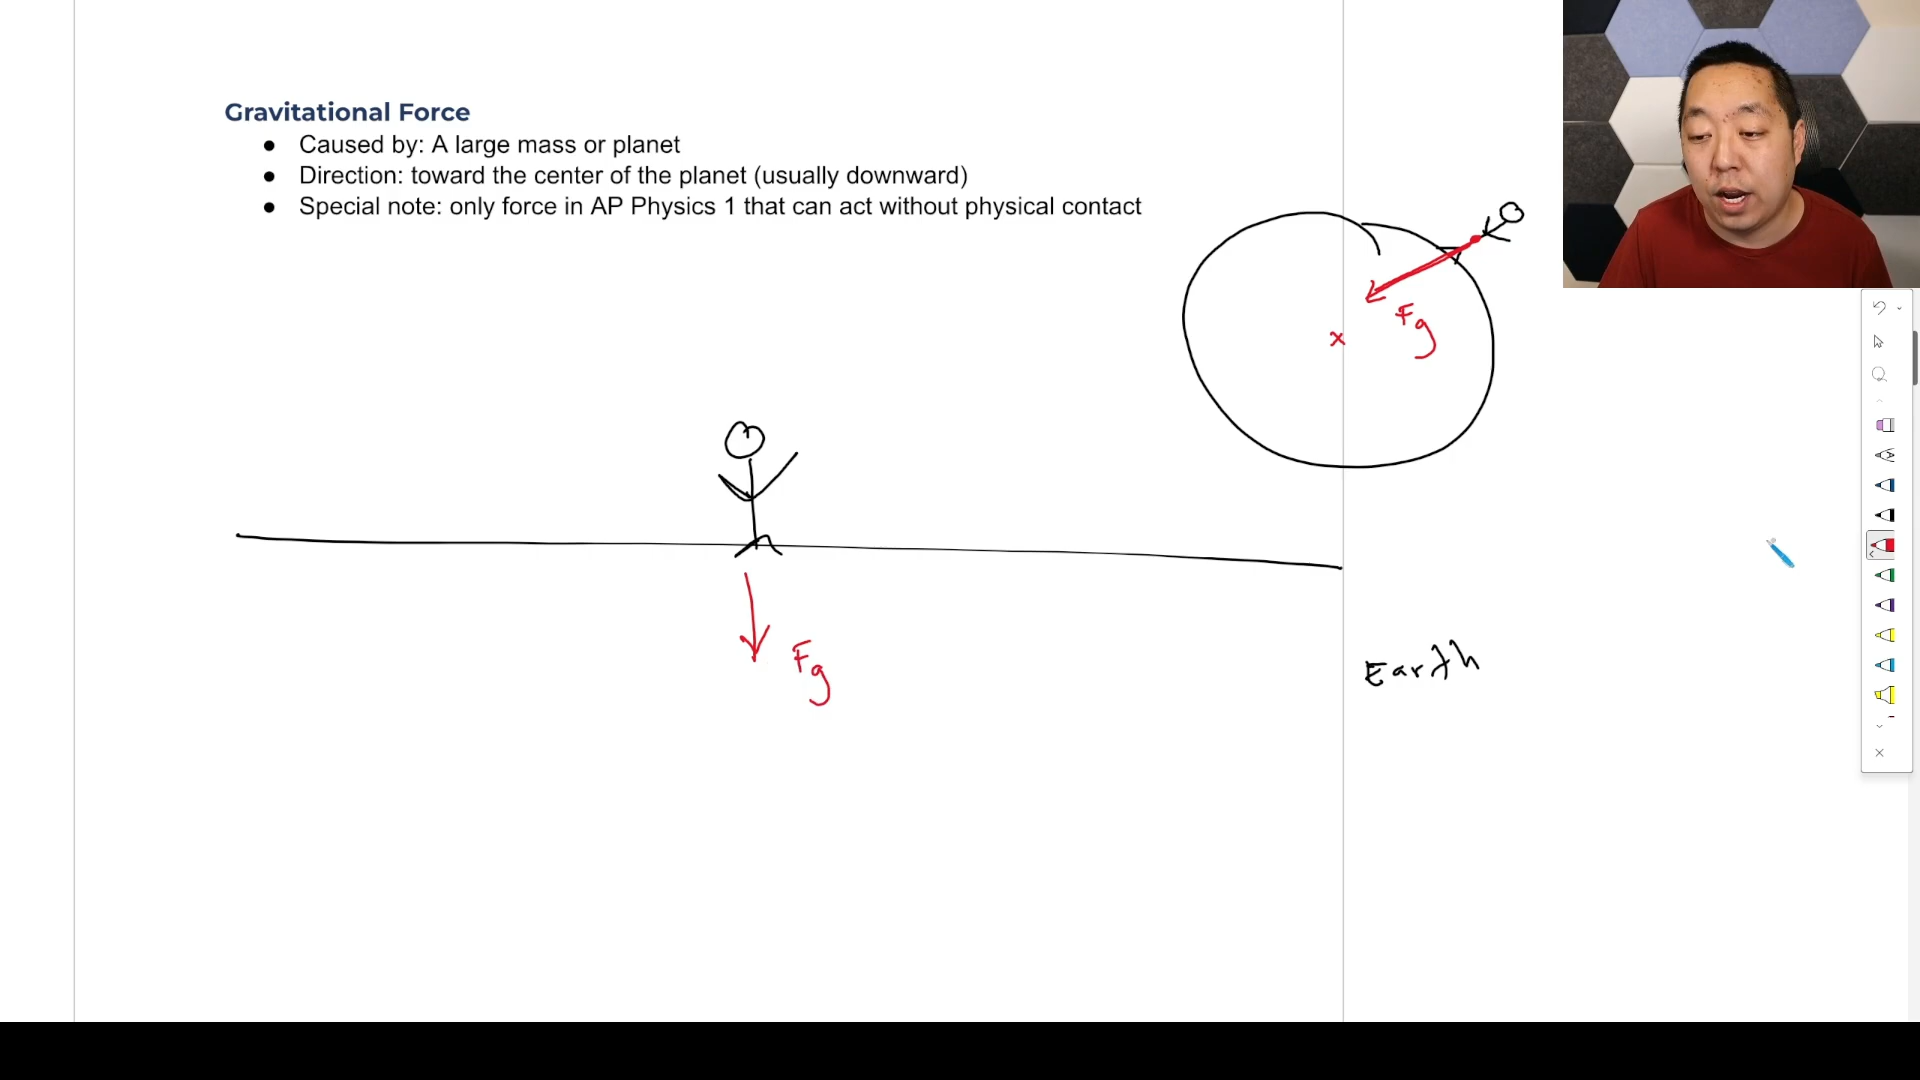 Gravitational Force
● Caused by: A large mass or planet
● Direction: toward the center of the planet (usually downward)
● Special note: only force in AP Physics 1 that can act without physical contact
x
Fg
Fg
Earth